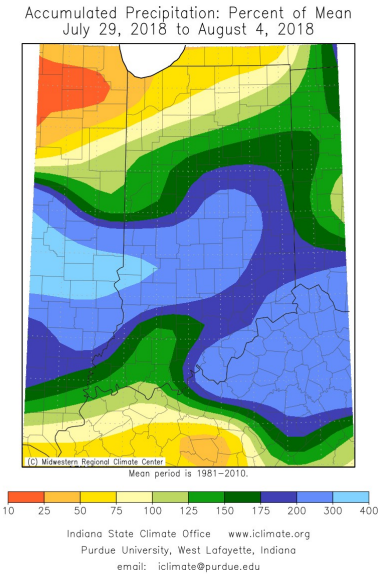 Accumulated Precipitation: Percent of Mean
July 29, 2018 to August 4, 2018
(C) Midwestern Regional Climate Center
Mean period is 1981-2010.
10 25 50 75 100 125 150 175 200 300 400
Indiana State Climate Office www.iclimate.org
Purdue University, West Lafayette, Indiana
email: iclimate@purdue.edu